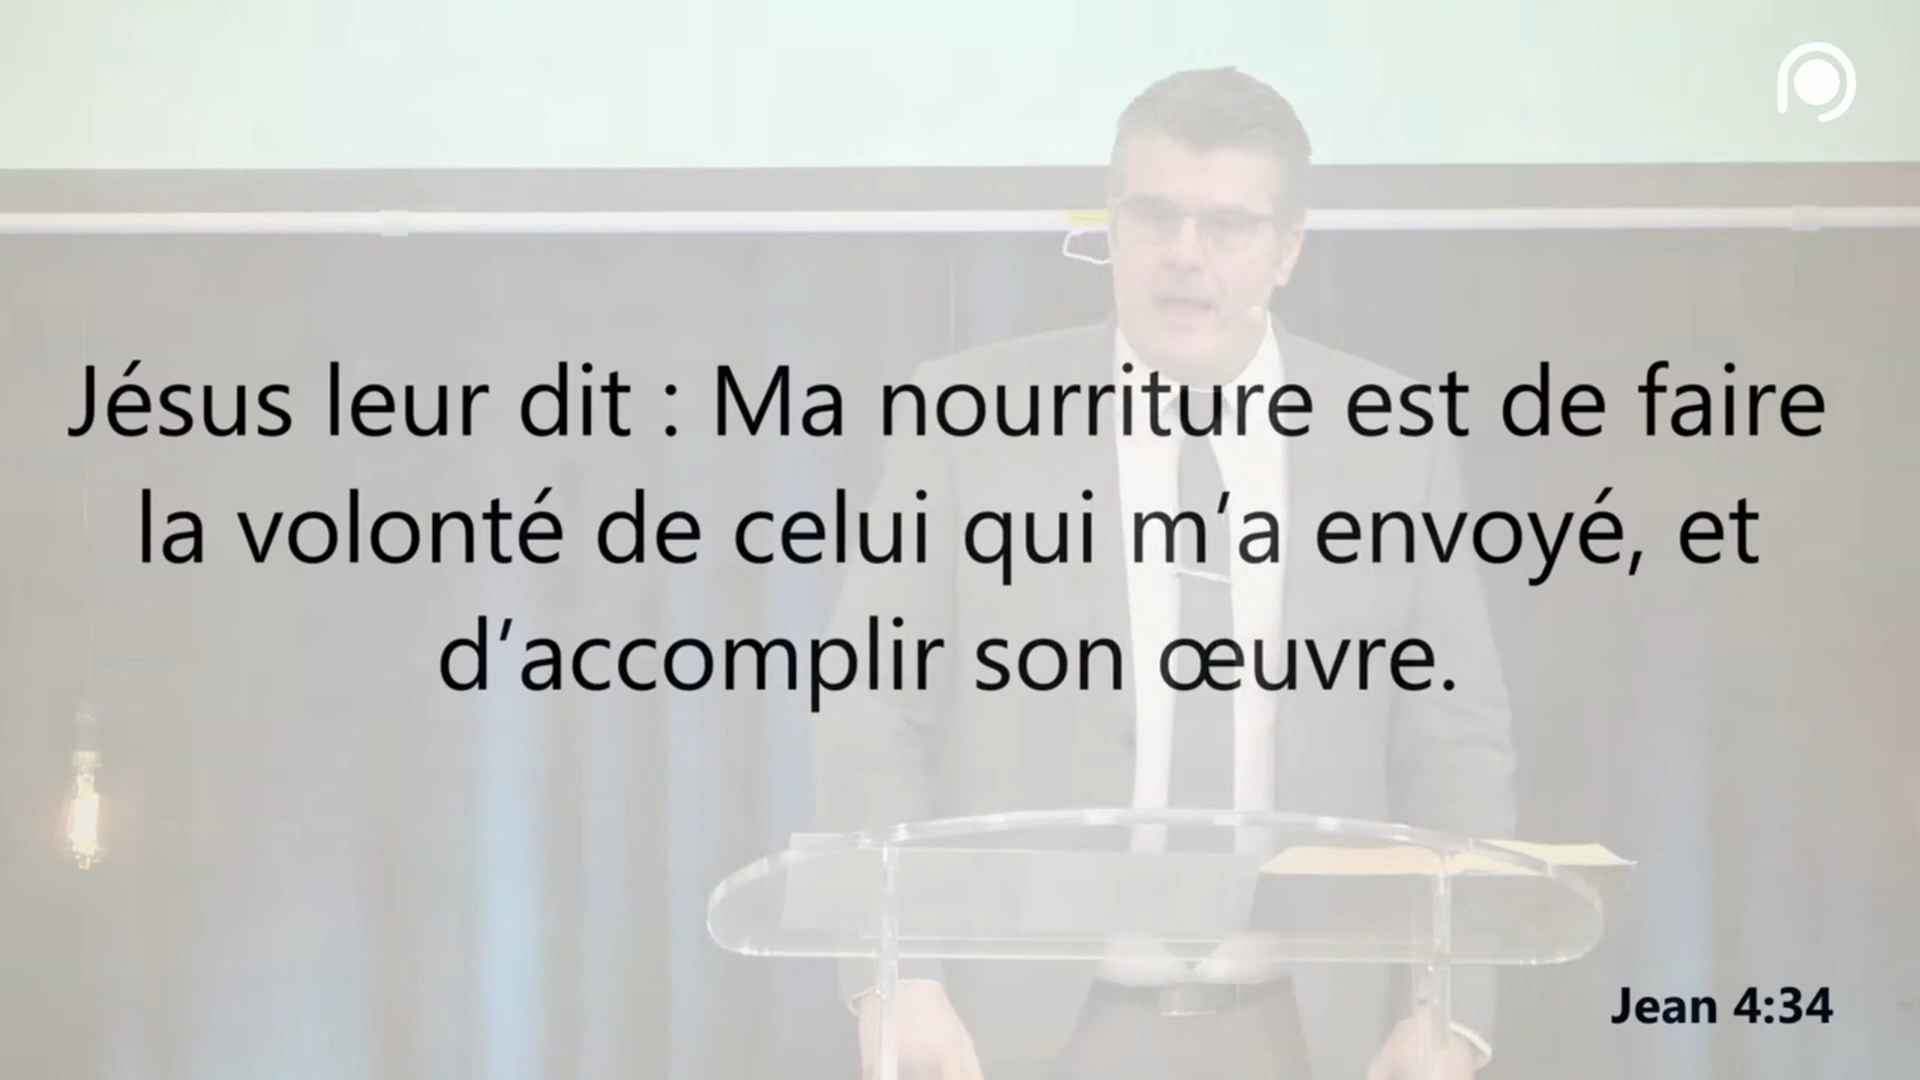 Jésus leur dit : Ma nourriture est de faire
la volonté de celui qui m’a envoyé, et
d’accomplir son œuvre.
Jean 4:34